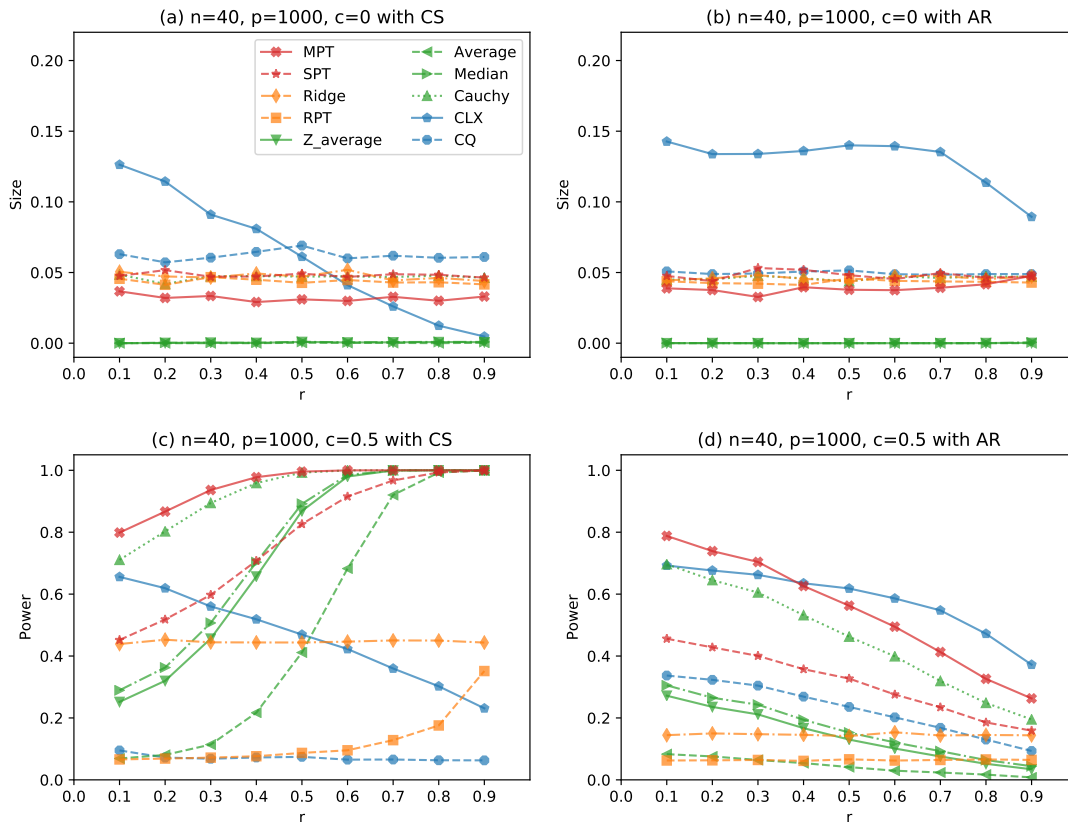 (a) n=40, p=1000, c=0 with CS
Size
0.20
0.15
0.10
0.05
0.00
MPT
SPT
Ridge
RPT
Z_average
Average
Median
Cauchy
CLX
CQ
0.0 0.1 0.2 0.3 0.4 0.5 0.6 0.7 0.8 0.9
r
(b) n=40, p=1000, c=0 with AR
Size
0.20
0.15
0.10
0.05
0.00
0.0 0.1 0.2 0.3 0.4 0.5 0.6 0.7 0.8 0.9
r
(c) n=40, p=1000, c=0.5 with CS
Power
1.0
0.8
0.6
0.4
0.2
0.0
0.0 0.1 0.2 0.3 0.4 0.5 0.6 0.7 0.8 0.9
r
(d) n=40, p=1000, c=0.5 with AR
Power
1.0
0.8
0.6
0.4
0.2
0.0
0.0 0.1 0.2 0.3 0.4 0.5 0.6 0.7 0.8 0.9
r